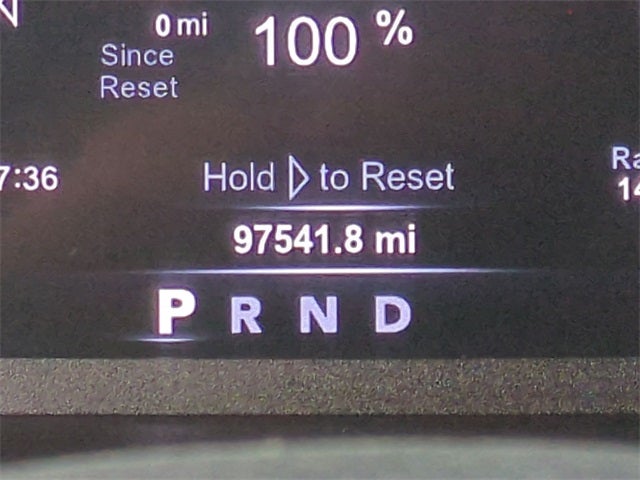 0 mi
100 %
Since
Reset
7:36
Hold to Reset
97541.8 mi
P R N D